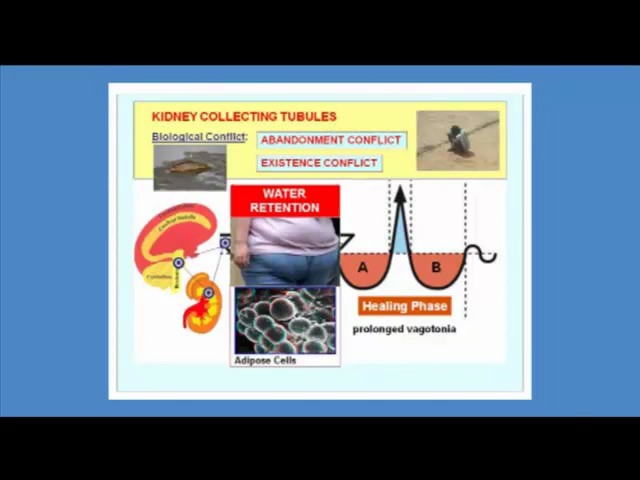 KIDNEY COLLECTING TUBULES
Biological Conflict:
ABANDONMENT CONFLICT
EXISTENCE CONFLICT
WATER
RETENTION
A
B
Healing Phase
prolonged vagotonia
Adipose Cells